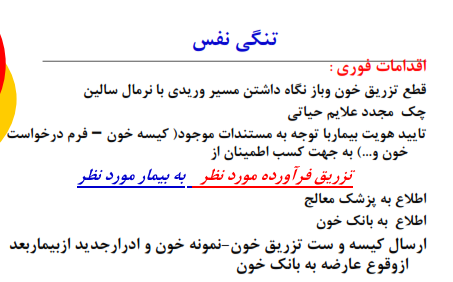 تنگی نفس
اقدامات فوری :
قطع تزریق خون وباز نگاه داشتن مسیر وریدی با نرمال سالین
چک مجدد علایم حیاتی
تایید هویت بیماربا توجه به مستندات موجود( کیسه خون – فرم درخواست
خون و...) به جهت کسب اطمینان از
تزریق فرآورده مورد نظر به بیمار مورد نظر
اطلاع به پزشک معالج
اطلاع به بانک خون
ارسال کیسه و ست تزریق خون-نمونه خون و ادرارجدید ازبیماربعد
ازوقوع عارضه به بانک خون